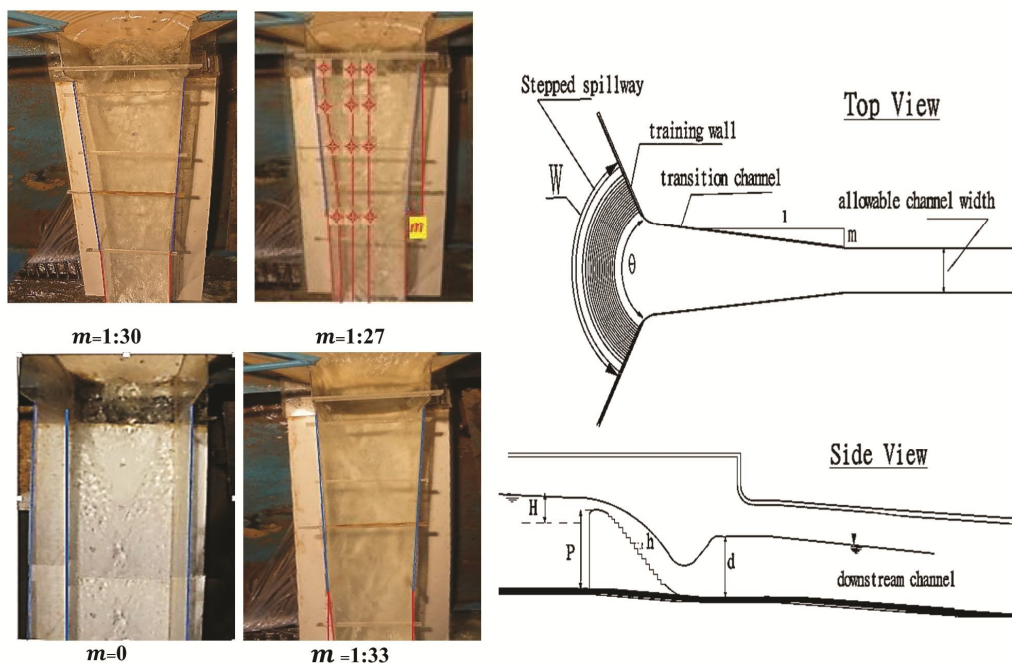 m
m=1:30
m=1:27
m=0
m =1:33
Top View
Stepped spillway
training wall
W
transition channel
allowable channel width
1
m
θ
Side View
H
P
h
d
downstream channel